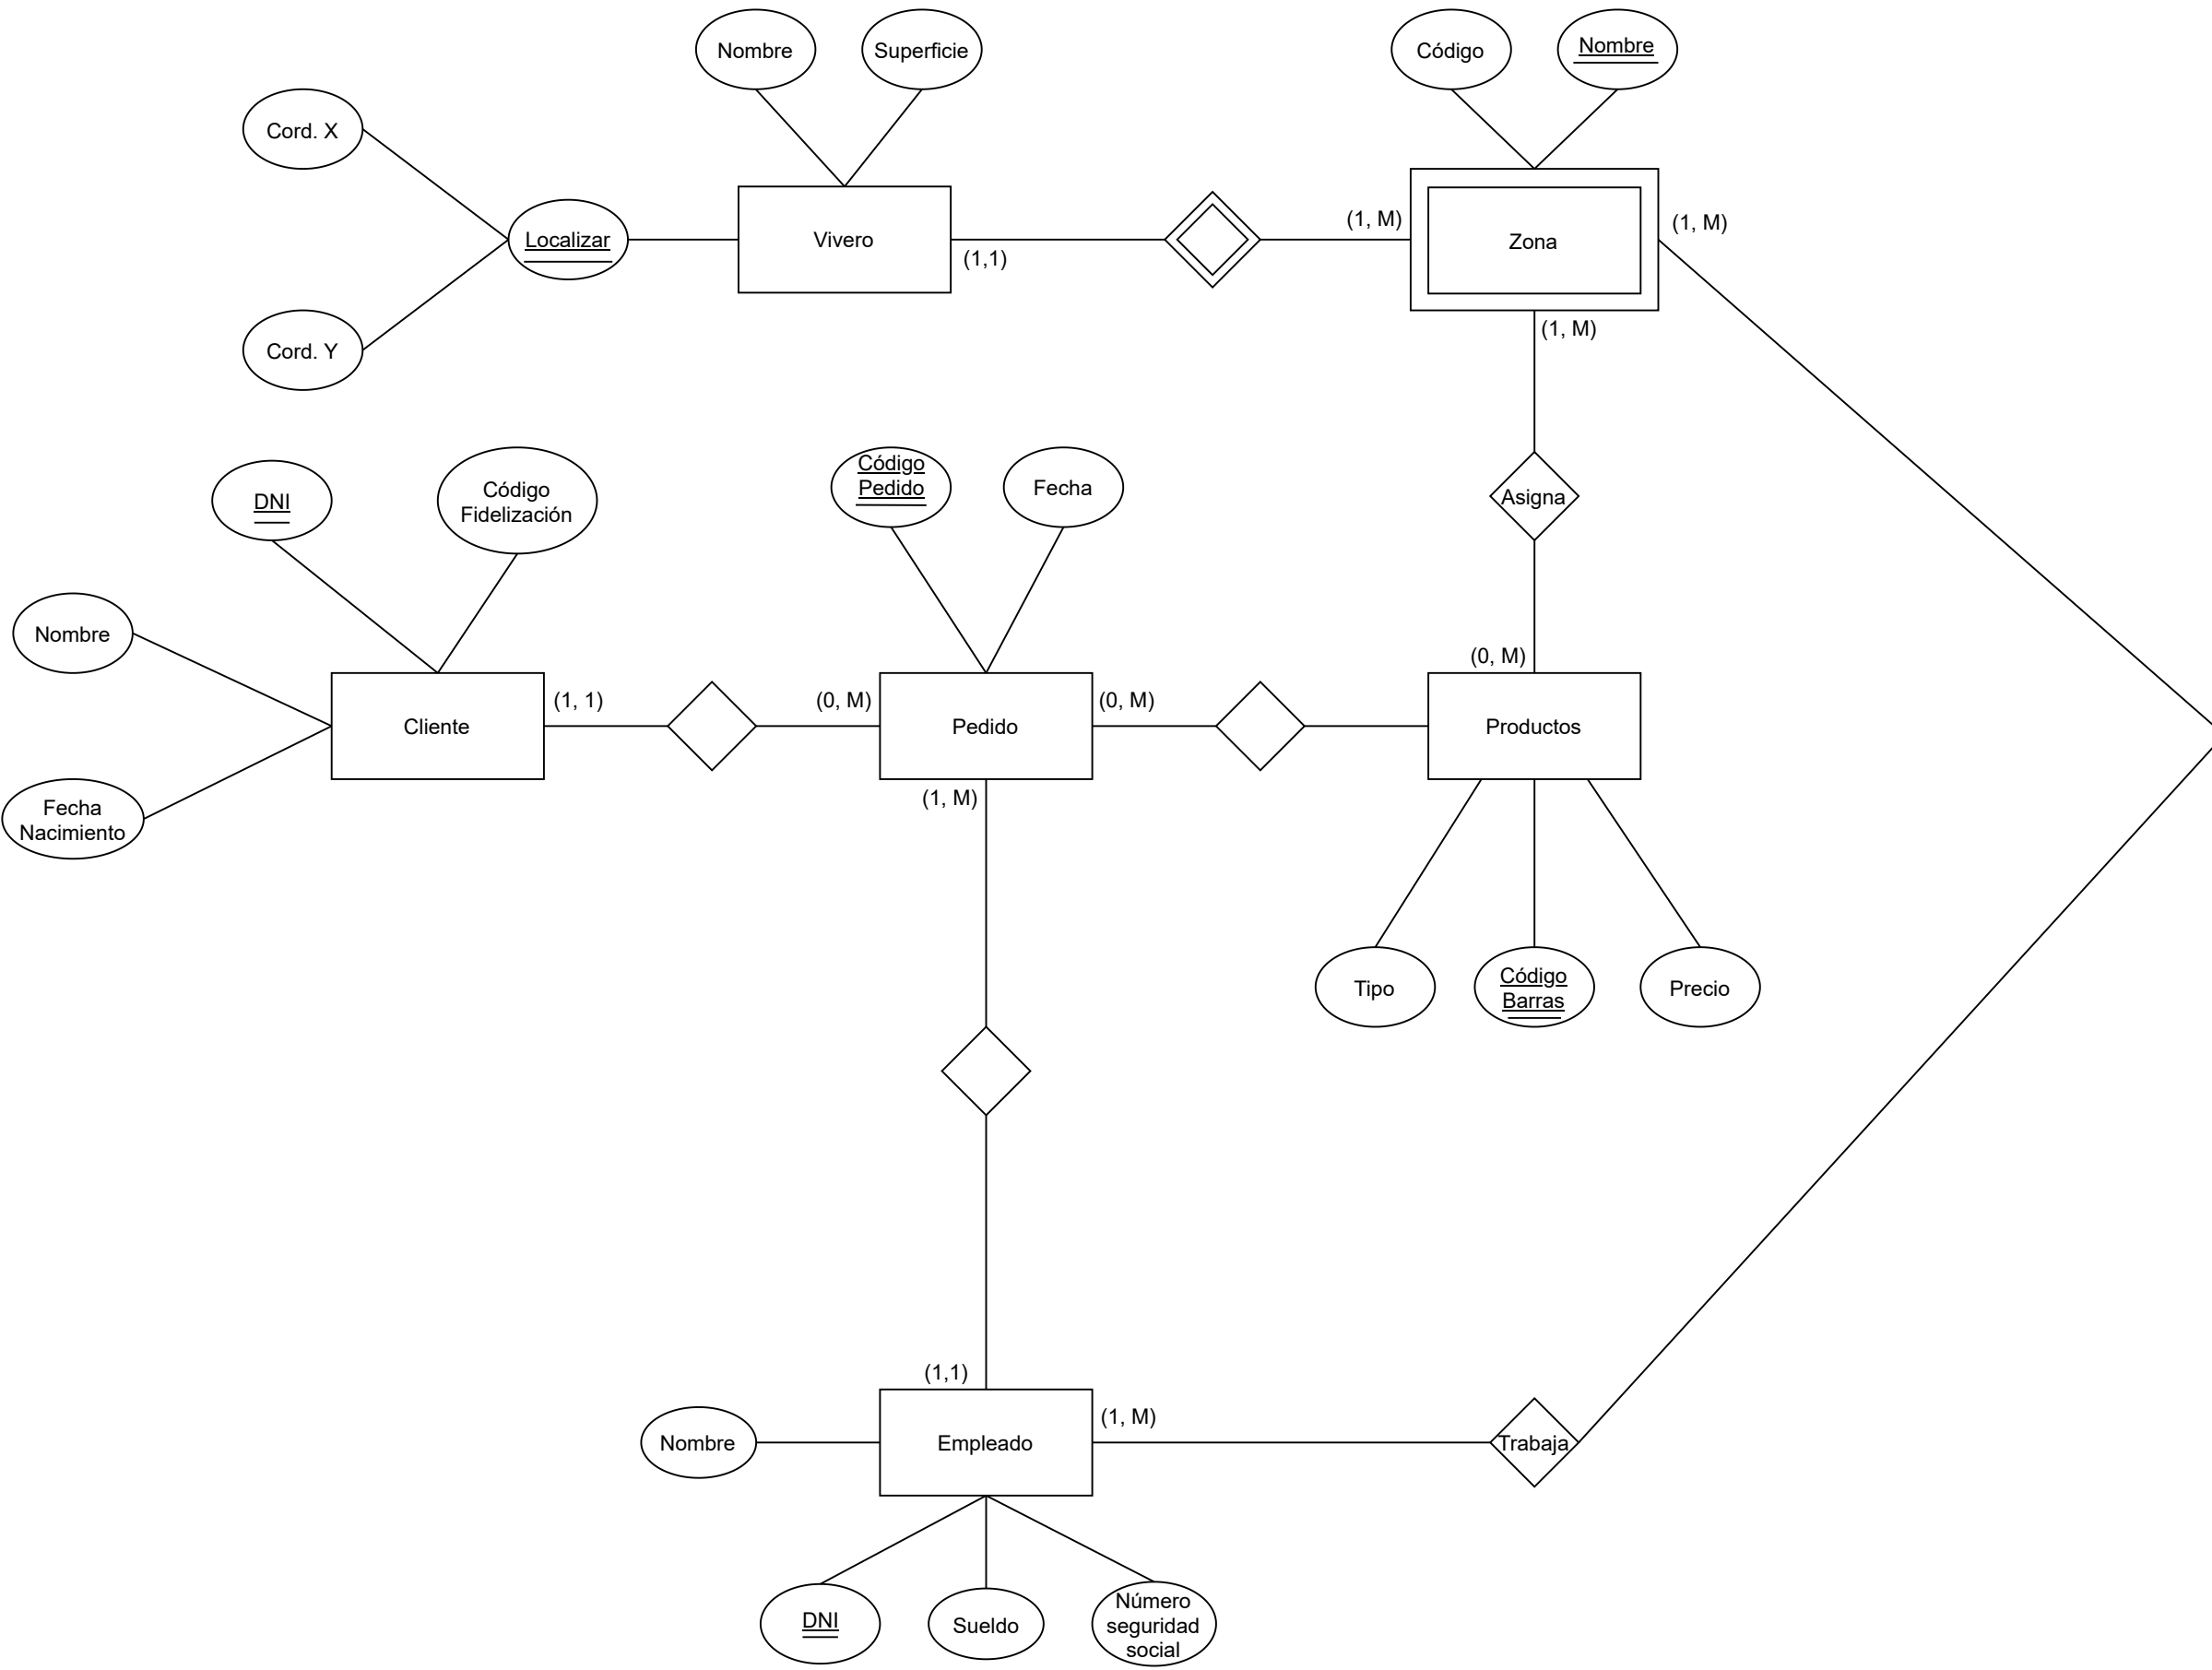 Nombre
Superficie
Código
Nombre
Cord. X
Localizar
Vivero
(1,1)
(1, M)
Zona
(1, M)
(1, M)
Cord. Y
DNI
Código
Fidelización
Código
Pedido
Fecha
Asigna
Nombre
(0, M)
Cliente
(1, 1)
(0, M)
Pedido
(0, M)
Productos
Fecha
Nacimiento
(1, M)
Tipo
Código
Barras
Precio
(1,1)
Nombre
Empleado
(1, M)
Trabaja
DNI
Sueldo
Número
seguridad
social